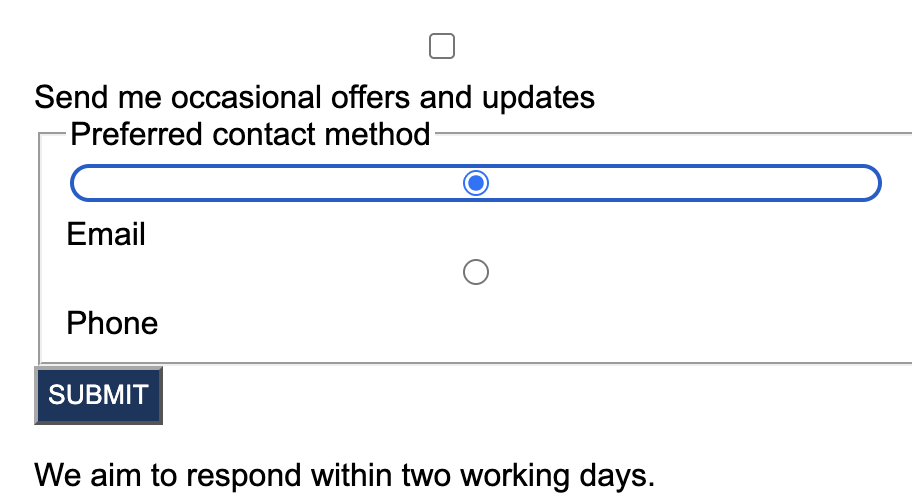 Send me occasional offers and updates
Preferred contact method
Email
Phone
SUBMIT
We aim to respond within two working days.